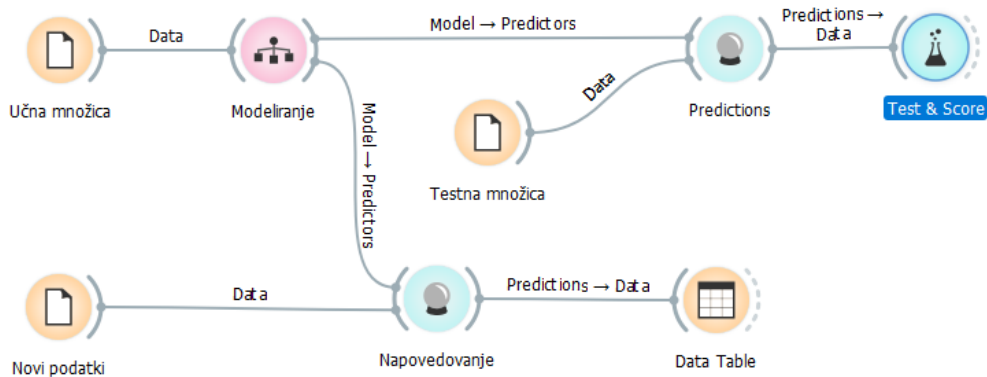 Data
Model → Predictors
Predictions →
Data
Učna množica
Modeliranje
Data
Predictions
Test & Score
Model → Predictors
Testna množica
Data
Predictions → Data
Novi podatki
Napovedovanje
Data Table